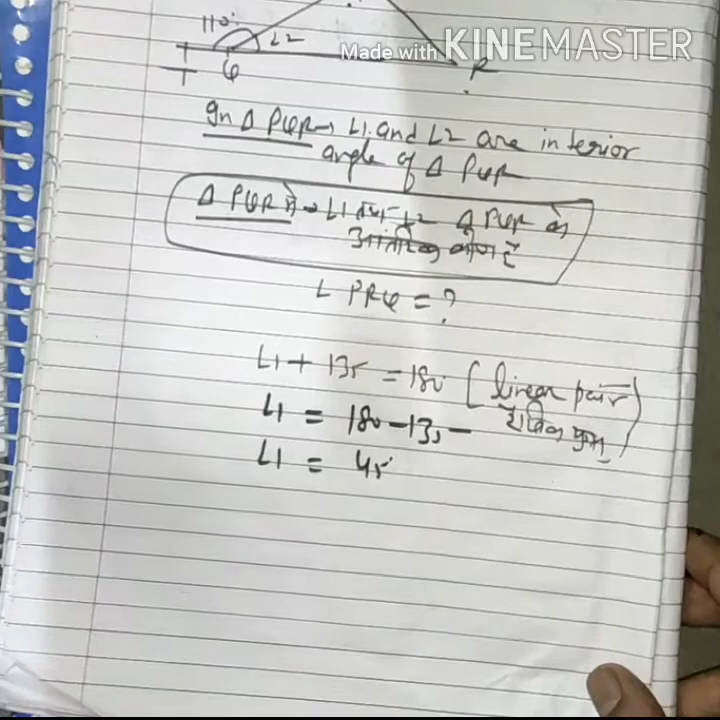 110°
∠2
Made with KINEMASTER
T
Q
R
In Δ PQR → ∠1 and ∠2 are interior
angle of Δ PQR
Δ PQR में → ∠1 और ∠2 Δ PQR के
आंतरिक कोण हैं
∠ PRQ = ?
∠1 + 135 = 180 [ linear pair
रैखिक युग्म
∠1 = 180 - 135
∠1 = 45°